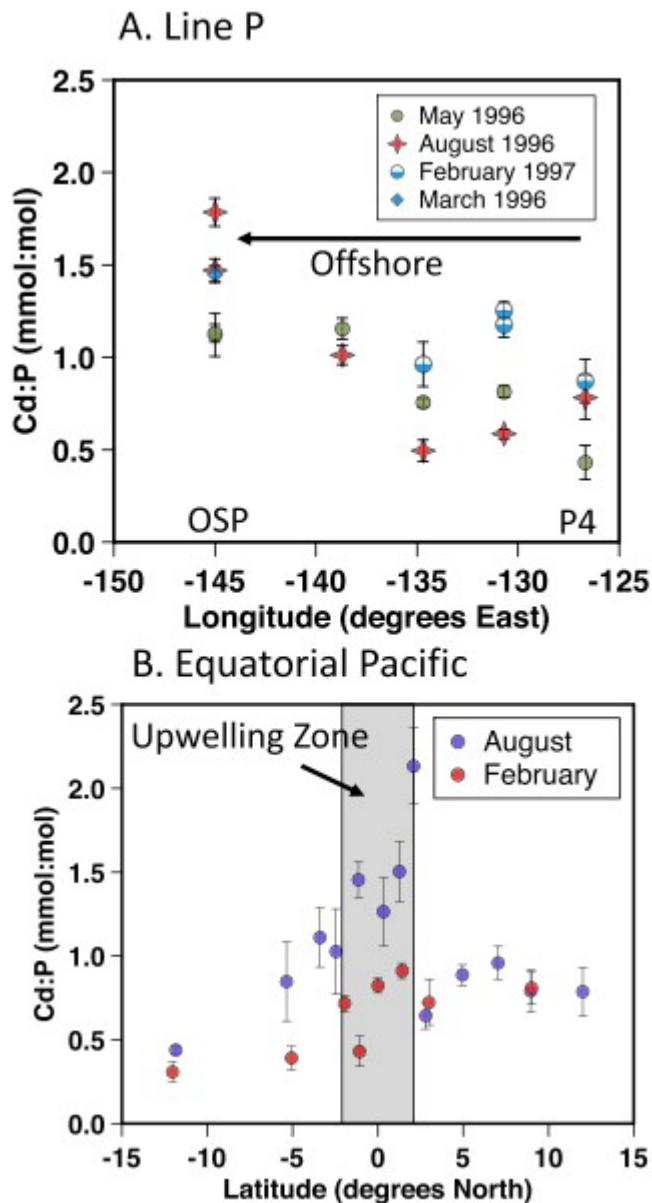 A. Line P
2.5
2.0
1.5
1.0
0.5
0.0
Cd:P (mmol:mol)
May 1996
August 1996
February 1997
March 1996
Offshore
OSP
P4
-150 -145 -140 -135 -130 -125
Longitude (degrees East)
B. Equatorial Pacific
2.5
2.0
1.5
1.0
0.5
0.0
Cd:P (mmol:mol)
Upwelling Zone
August
February
-15 -10 -5 0 5 10 15
Latitude (degrees North)